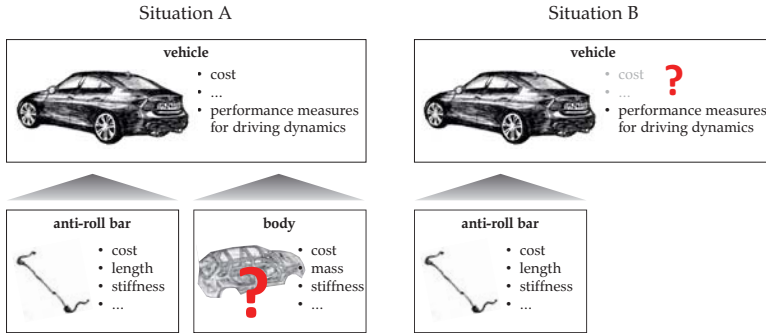 Situation A
vehicle
• cost
• ...
• performance measures
for driving dynamics
anti-roll bar
• cost
• length
• stiffness
• ...
body
• cost
• mass
• stiffness
• ...
?
Situation B
vehicle
• cost
• ...
• performance measures
for driving dynamics
?
anti-roll bar
• cost
• length
• stiffness
• ...